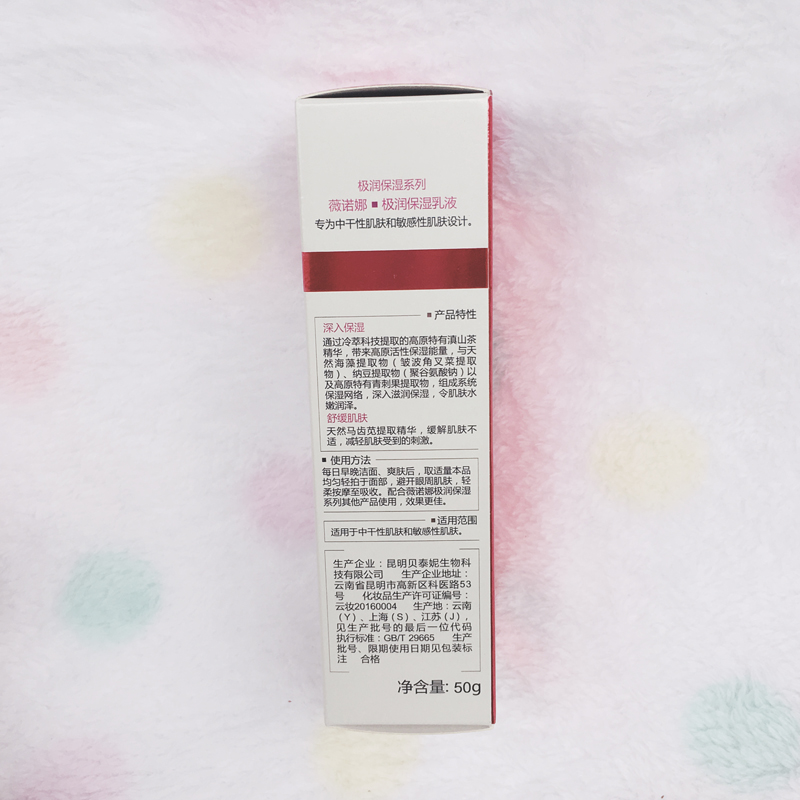 极润保湿系列
薇诺娜 ■ 极润保湿乳液
专为中干性肌肤和敏感性肌肤设计。
■ 产品特性
深入保湿
通过冷萃科技提取的高原特有滇山茶
精华，带来高原活性保湿能量，与天
然海藻提取物（皱波角叉菜提取
物）、纳豆提取物（聚谷氨酸钠）以
及高原特有青刺果提取物，组成系统
保湿网络，深入滋润保湿，令肌肤水
嫩润泽。
舒缓肌肤
天然马齿苋提取精华，缓解肌肤不
适，减轻肌肤受到的刺激。
■ 使用方法
每日早晚洁面、爽肤后，取适量本品
均匀轻拍于面部，避开眼周肌肤，轻
柔按摩至吸收。配合薇诺娜极润保湿
系列其他产品使用，效果更佳。
■ 适用范围
适用于中干性肌肤和敏感性肌肤。
生产企业：昆明贝泰妮生物科
技有限公司 生产企业地址：
云南省昆明市高新区科医路53
号 化妆品生产许可证编号：
云妆20160004 生产地：云南
（Y）、上海（S）、江苏（J），
见生产批号的最后一位代码
执行标准：GB/T 29665 生产
批号、限期使用日期见包装标
注 合格
净含量: 50g